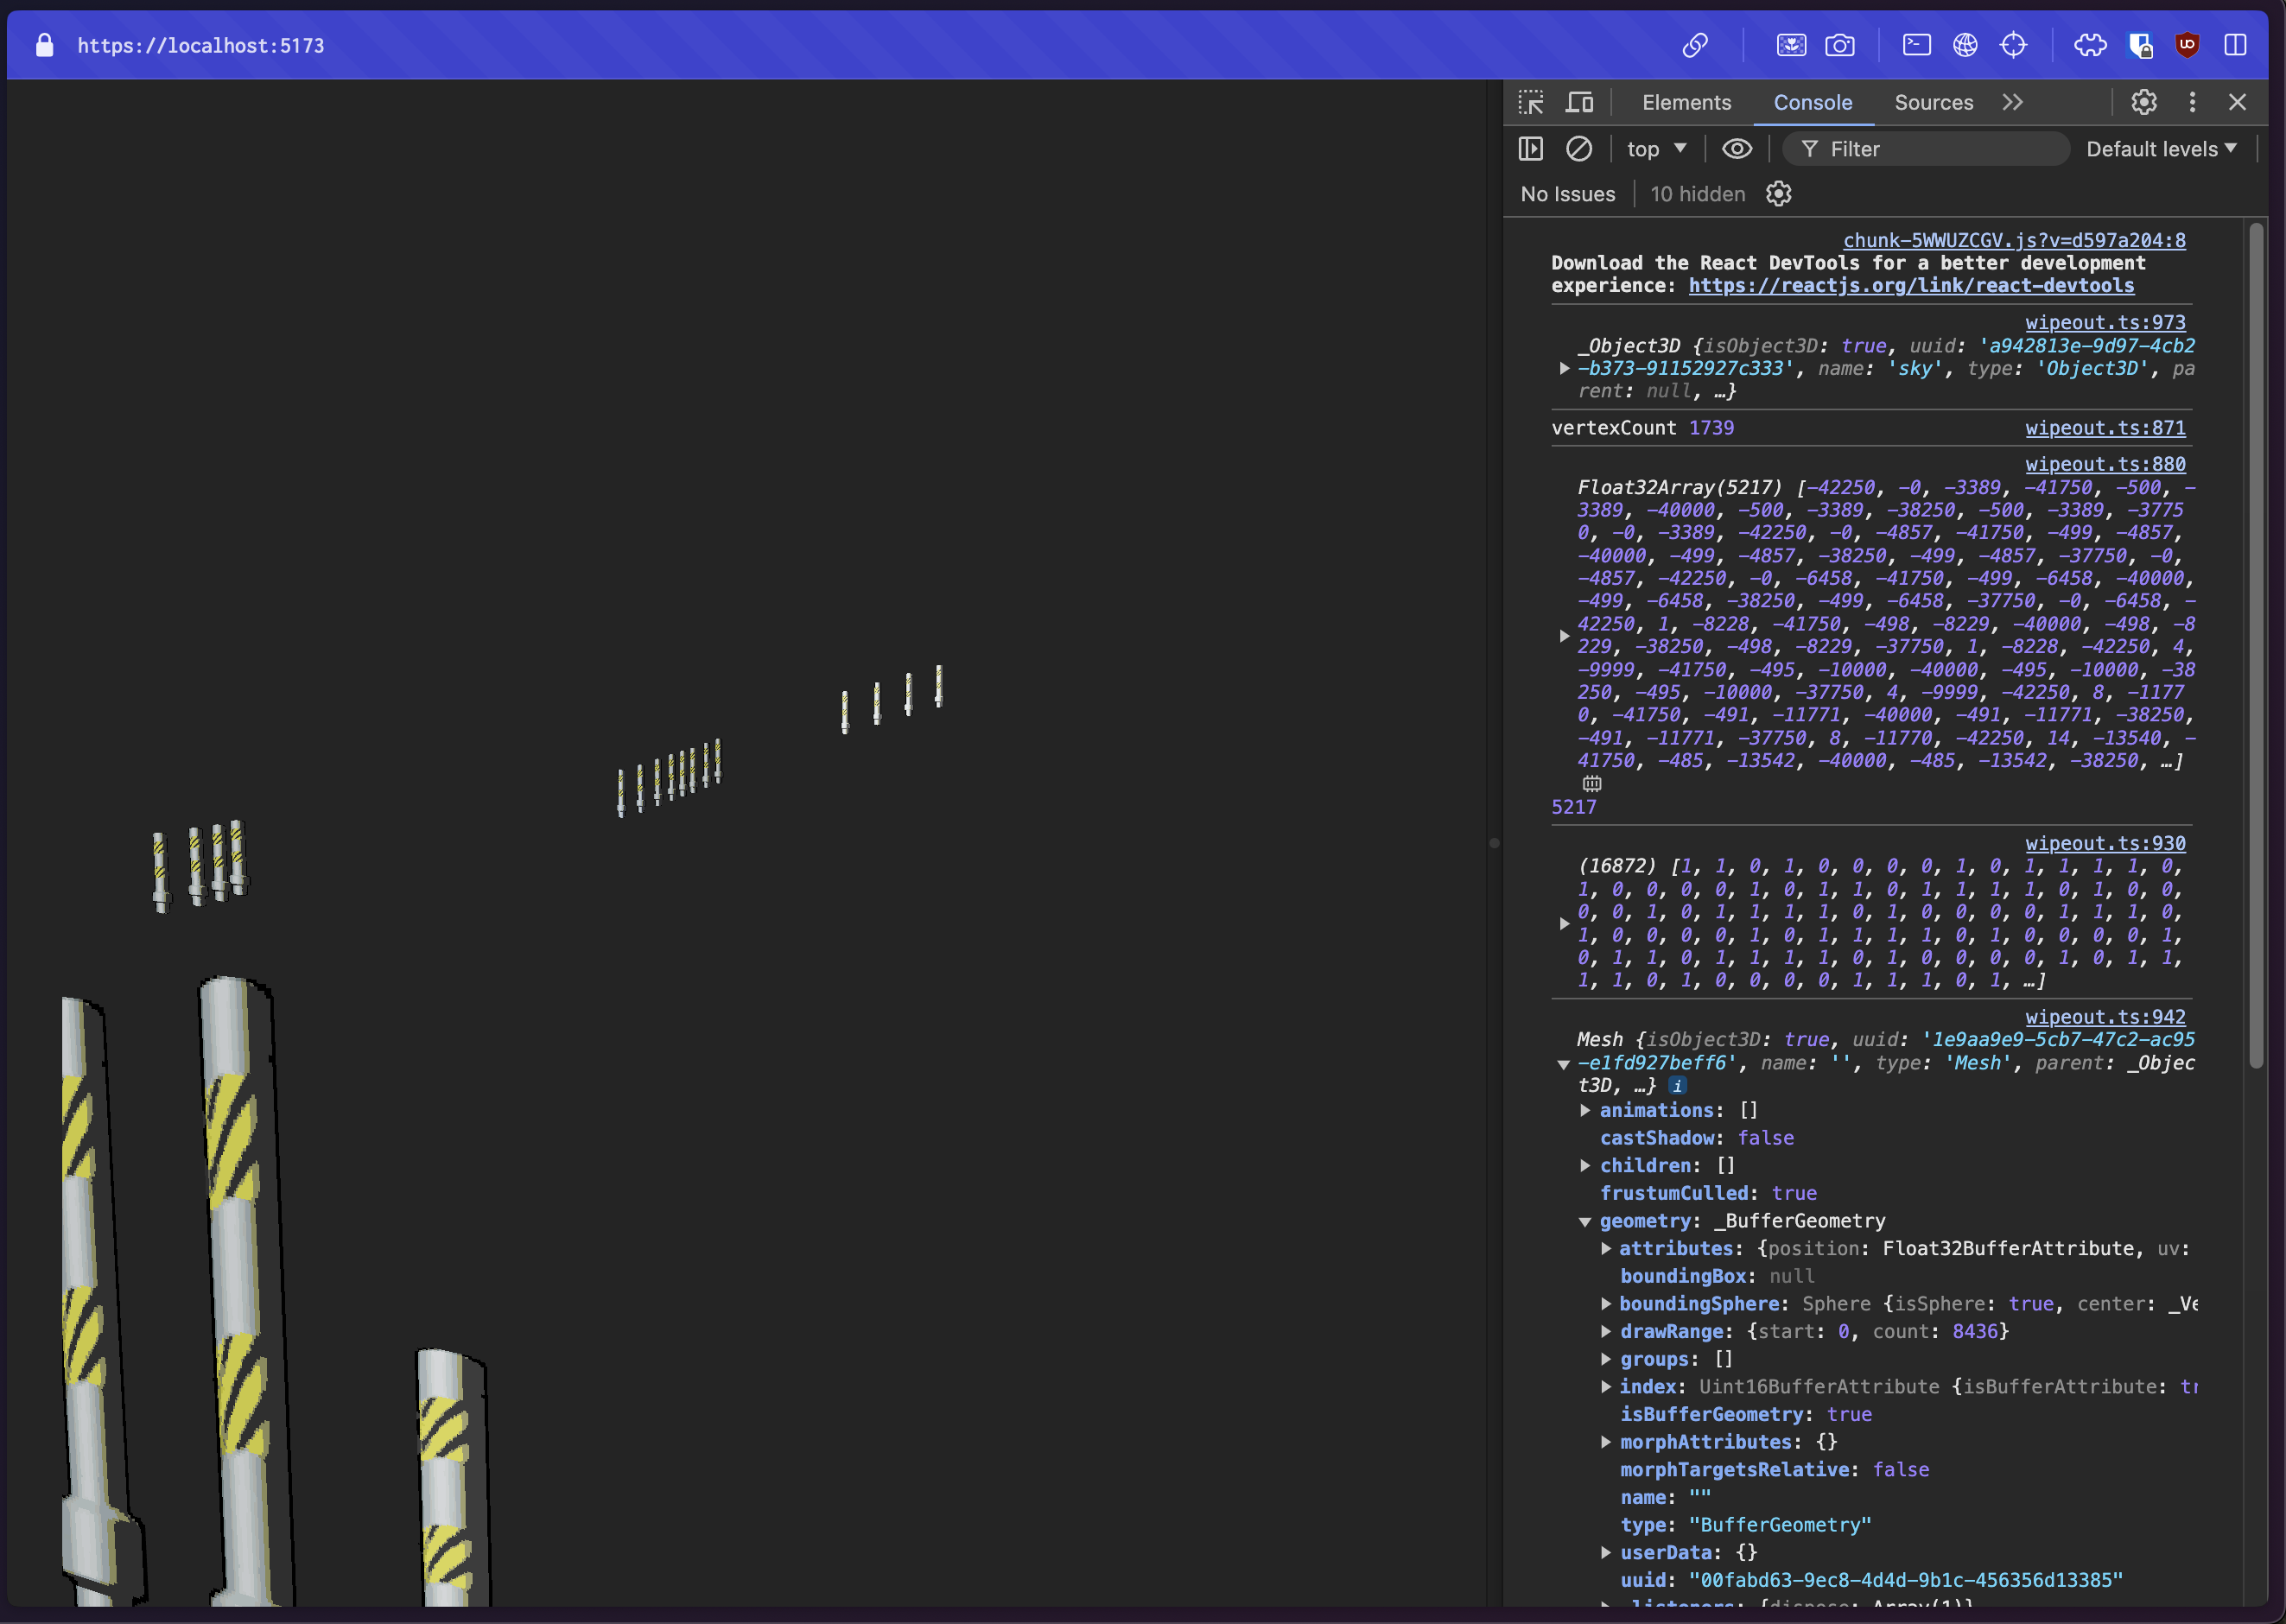 https://localhost:5173
Elements Console Sources
top Filter Default levels
No Issues 10 hidden
chunk-5WWUZCGV.js?v=d597a204:8
Download the React DevTools for a better development
experience: https://reactjs.org/link/react-devtools
wipeout.ts:973
_Object3D {isObject3D: true, uuid: 'a942813e-9d97-4cb2
-b373-91152927c333', name: 'sky', type: 'Object3D', pa
rent: null, …}
vertexCount 1739 wipeout.ts:871
wipeout.ts:880
Float32Array(5217) [-42250, -0, -3389, -41750, -500, -
3389, -40000, -500, -3389, -38250, -500, -3389, -3775
0, -0, -3389, -42250, -0, -4857, -41750, -499, -4857,
-40000, -499, -4857, -38250, -499, -4857, -37750, -0,
-4857, -42250, -0, -6458, -41750, -499, -6458, -40000,
-499, -6458, -38250, -499, -6458, -37750, -0, -6458, -
42250, 1, -8228, -41750, -498, -8229, -40000, -498, -8
229, -38250, -498, -8229, -37750, 1, -8228, -42250, 4,
-9999, -41750, -495, -10000, -40000, -495, -10000, -38
250, -495, -10000, -37750, 4, -9999, -42250, 8, -1177
0, -41750, -491, -11771, -40000, -491, -11771, -38250,
-491, -11771, -37750, 8, -11770, -42250, 14, -13540, -
41750, -485, -13542, -40000, -485, -13542, -38250, …]
5217
wipeout.ts:930
(16872) [1, 1, 0, 1, 0, 0, 0, 0, 1, 0, 1, 1, 1, 1, 0,
1, 0, 0, 0, 0, 1, 0, 1, 1, 0, 1, 1, 1, 1, 0, 1, 0, 0,
0, 0, 1, 0, 1, 1, 1, 1, 0, 1, 0, 0, 0, 0, 1, 1, 1, 0,
1, 0, 0, 0, 0, 1, 0, 1, 1, 1, 1, 0, 1, 0, 0, 0, 0, 1,
0, 1, 1, 0, 1, 1, 1, 1, 0, 1, 0, 0, 0, 0, 1, 0, 1, 1,
1, 1, 0, 1, 0, 0, 0, 0, 1, 1, 1, 0, 1, …]
wipeout.ts:942
Mesh {isObject3D: true, uuid: '1e9aa9e9-5cb7-47c2-ac95
-e1fd927beff6', name: '', type: 'Mesh', parent: _Objec
t3D, …}
animations: []
castShadow: false
children: []
frustumCulled: true
geometry: _BufferGeometry
attributes: {position: Float32BufferAttribute, uv:
boundingBox: null
boundingSphere: Sphere {isSphere: true, center: _Ve
drawRange: {start: 0, count: 8436}
groups: []
index: Uint16BufferAttribute {isBufferAttribute: tr
isBufferGeometry: true
morphAttributes: {}
morphTargetsRelative: false
name: ""
type: "BufferGeometry"
userData: {}
uuid: "00fabd63-9ec8-4d4d-9b1c-456356d13385"
_listeners: {dispose: Array(1)}